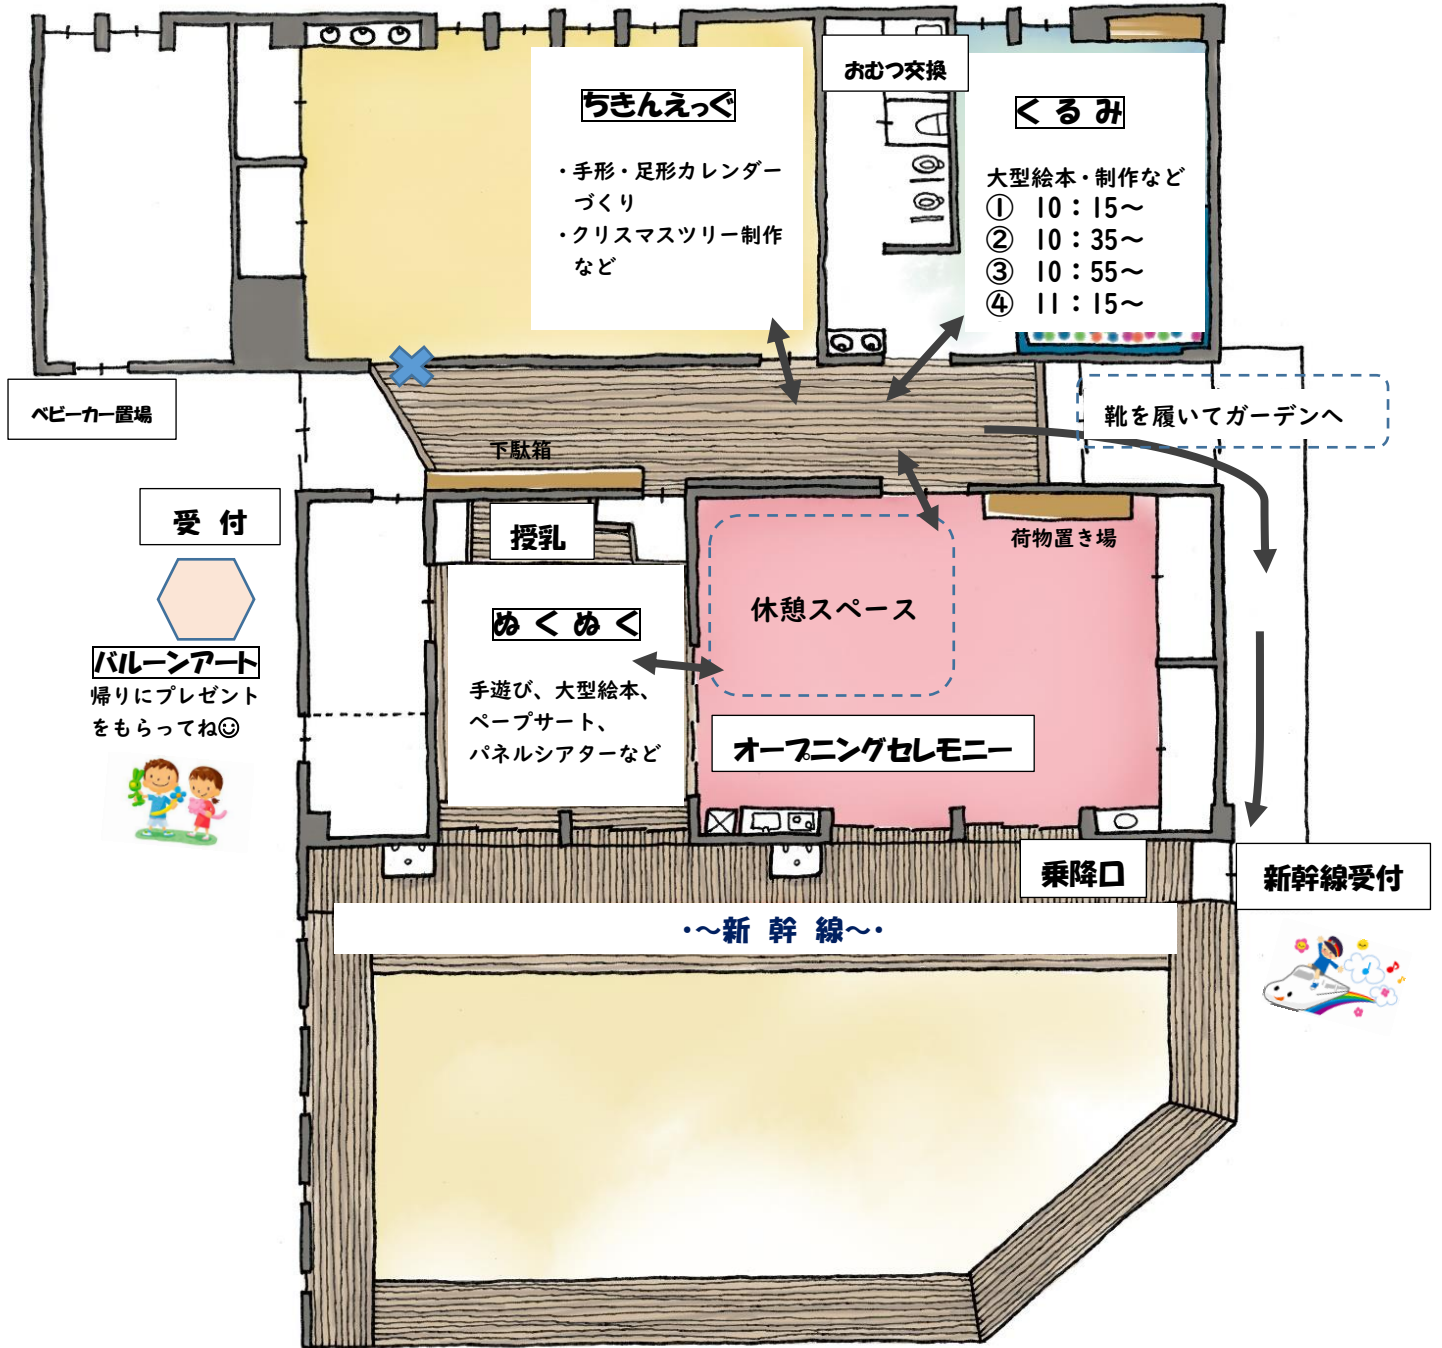 おむつ交換
ちきんえっぐ
・手形・足形カレンダー
づくり
・クリスマスツリー制作
など
くるみ
大型絵本・制作など
① 10：15～
② 10：35～
③ 10：55～
④ 11：15～
ベビーカー置場
靴を履いてガーデンへ
下駄箱
受 付
授乳
荷物置き場
休憩スペース
バルーンアート
帰りにプレゼント
をもらってね☺
ぬくぬく
手遊び、大型絵本、
ペープサート、
パネルシアターなど
オープニングセレモニー
乗降口
新幹線受付
・～新 幹 線～・